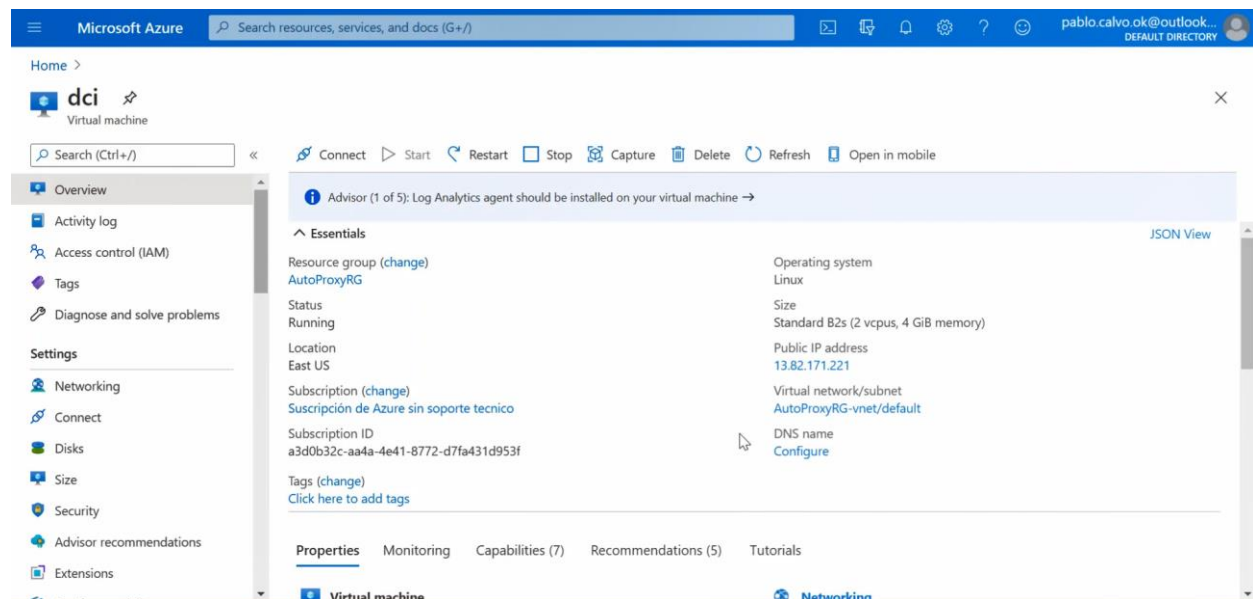 Microsoft Azure
Search resources, services, and docs (G+/)
pablo.calvo.ok@outlook...
DEFAULT DIRECTORY
Home >
dci
Virtual machine
Search (Ctrl+/)
Overview
Activity log
Access control (IAM)
Tags
Diagnose and solve problems
Settings
Networking
Connect
Disks
Size
Security
Advisor recommendations
Extensions
Connect Start Restart Stop Capture Delete Refresh Open in mobile
Advisor (1 of 5): Log Analytics agent should be installed on your virtual machine →
Essentials
JSON View
Resource group (change)
AutoProxyRG
Status
Running
Location
East US
Subscription (change)
Suscripción de Azure sin soporte tecnico
Subscription ID
a3d0b32c-aa4a-4e41-8772-d7fa431d953f
Tags (change)
Click here to add tags
Operating system
Linux
Size
Standard B2s (2 vcpus, 4 GiB memory)
Public IP address
13.82.171.221
Virtual network/subnet
AutoProxyRG-vnet/default
DNS name
Configure
Properties Monitoring Capabilities (7) Recommendations (5) Tutorials
Virtual machine
Networking